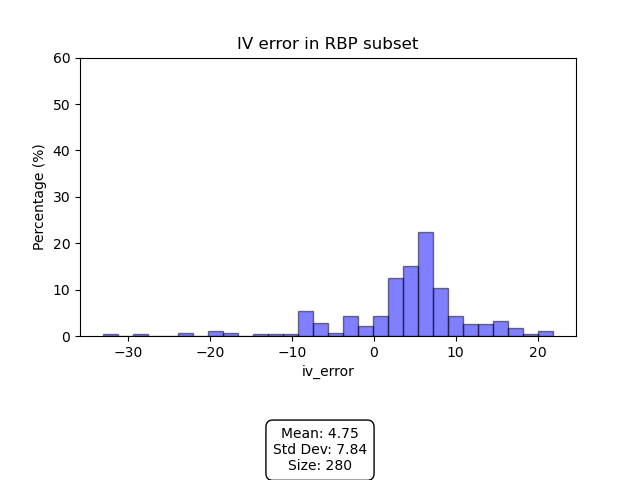 IV error in RBP subset
60
50
40
30
20
10
0
Percentage (%)
−30
−20
−10
0
10
20
iv_error
Mean: 4.75
Std Dev: 7.84
Size: 280